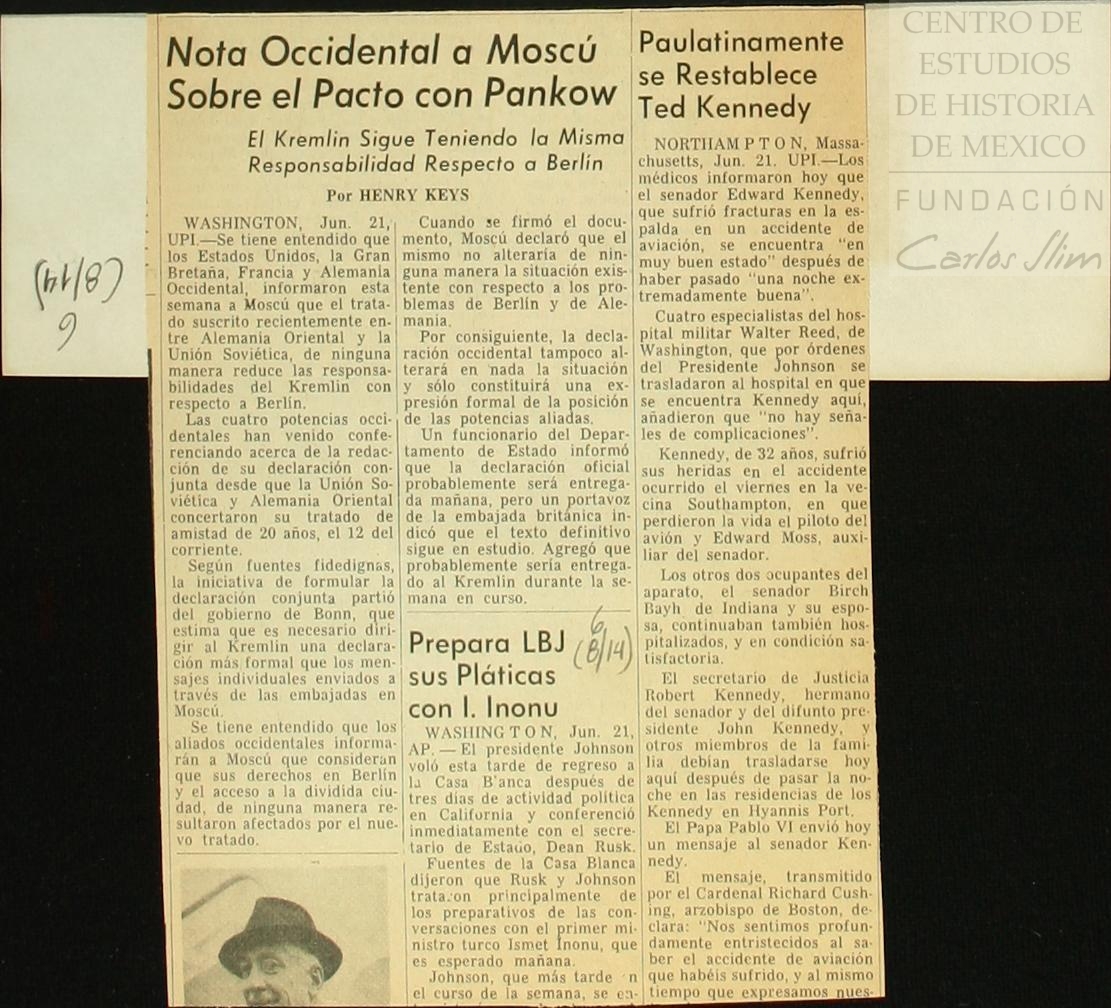 Nota Occidental a Moscú
Sobre el Pacto con Pankow
El Kremlin Sigue Teniendo la Misma
Responsabilidad Respecto a Berlín
Por HENRY KEYS
WASHINGTON, Jun. 21,
UPI.—Se tiene entendido que
los Estados Unidos, la Gran
Bretaña, Francia y Alemania
Occidental, informaron esta
semana a Moscú que el trata-
do suscrito recientemente en-
tre Alemania Oriental y la
Unión Soviética, de ninguna
manera reduce las responsa-
bilidades del Kremlin con
respecto a Berlín.
Las cuatro potencias occi-
dentales han venido confe-
renciando acerca de la redac-
ción de su declaración con-
junta desde que la Unión So-
viética y Alemania Oriental
concertaron su tratado de
amistad de 20 años, el 12 del
corriente.
Según fuentes fidedignas,
la iniciativa de formular la
declaración conjunta partió
del gobierno de Bonn, que
estima que es necesario diri-
gir al Kremlin una declara-
ción más formal que los men-
sajes individuales enviados a
través de las embajadas en
Moscú.
Se tiene entendido que los
aliados occidentales informa-
rán a Moscú que consideran
que sus derechos en Berlín
y el acceso a la dividida ciu-
dad, de ninguna manera re-
sultaron afectados por el nue-
vo tratado.
Cuando se firmó el docu-
mento, Moscú declaró que el
mismo no alteraría de nin-
guna manera la situación exis-
tente con respecto a los pro-
blemas de Berlín y de Ale-
mania.
Por consiguiente, la decla-
ración occidental tampoco al-
terará en nada la situación
y sólo constituirá una ex-
presión formal de la posición
de las potencias aliadas.
Un funcionario del Depar-
tamento de Estado informó
que la declaración oficial
probablemente será entrega-
da mañana, pero un portavoz
de la embajada británica in-
dicó que el texto definitivo
sigue en estudio. Agregó que
probablemente sería entrega-
do al Kremlin durante la se-
mana en curso.
Prepara LBJ
sus Pláticas
con I. Inonu
6
(8/14)
WASHINGTON, Jun. 21,
AP. — El presidente Johnson
voló esta tarde de regreso a
la Casa B'anca después de
tres días de actividad política
en California y conferenció
inmediatamente con el secre-
tario de Estado, Dean Rusk.
Fuentes de la Casa Blanca
dijeron que Rusk y Johnson
trataron principalmente de
los preparativos de las con-
versaciones con el primer mi-
nistro turco Ismet Inonu, que
es esperado mañana.
Johnson, que más tarde n
el curso de la semana, se en-
Paulatinamente
se Restablece
Ted Kennedy
NORTHAMPTON, Massa-
chusetts, Jun. 21. UPI.—Los
médicos informaron hoy que
el senador Edward Kennedy,
que sufrió fracturas en la es-
palda en un accidente de
aviación, se encuentra "en
muy buen estado" después de
haber pasado "una noche ex-
tremadamente buena".
Cuatro especialistas del hos-
pital militar Walter Reed, de
Washington, que por órdenes
del Presidente Johnson se
trasladaron al hospital en que
se encuentra Kennedy aquí,
añadieron que "no hay seña-
les de complicaciones".
Kennedy, de 32 años, sufrió
sus heridas en el accidente
ocurrido el viernes en la ve-
cina Southampton, en que
perdieron la vida el piloto del
avión y Edward Moss, auxi-
liar del senador.
Los otros dos ocupantes del
aparato, el senador Birch
Bayh de Indiana y su espo-
sa, continuaban también hos-
pitalizados, y en condición sa-
tisfactoria.
El secretario de Justicia
Robert Kennedy, hermano
del senador y del difunto pre-
sidente John Kennedy, y
otros miembros de la fami-
lia debían trasladarse hoy
aquí después de pasar la no-
che en las residencias de los
Kennedy en Hyannis Port.
El Papa Pablo VI envió hoy
un mensaje al senador Ken-
nedy.
El mensaje, transmitido
por el Cardenal Richard Cush-
ing, arzobispo de Boston, de-
clara: "Nos sentimos profun-
damente entristecidos al sa-
ber el accidente de aviación
que habéis sufrido, y al mismo
tiempo que expresamos nues-
6
(8/14)
CENTRO DE
ESTUDIOS
DE HISTORIA
DE MEXICO
FUNDACIÓN
Carlos Slim